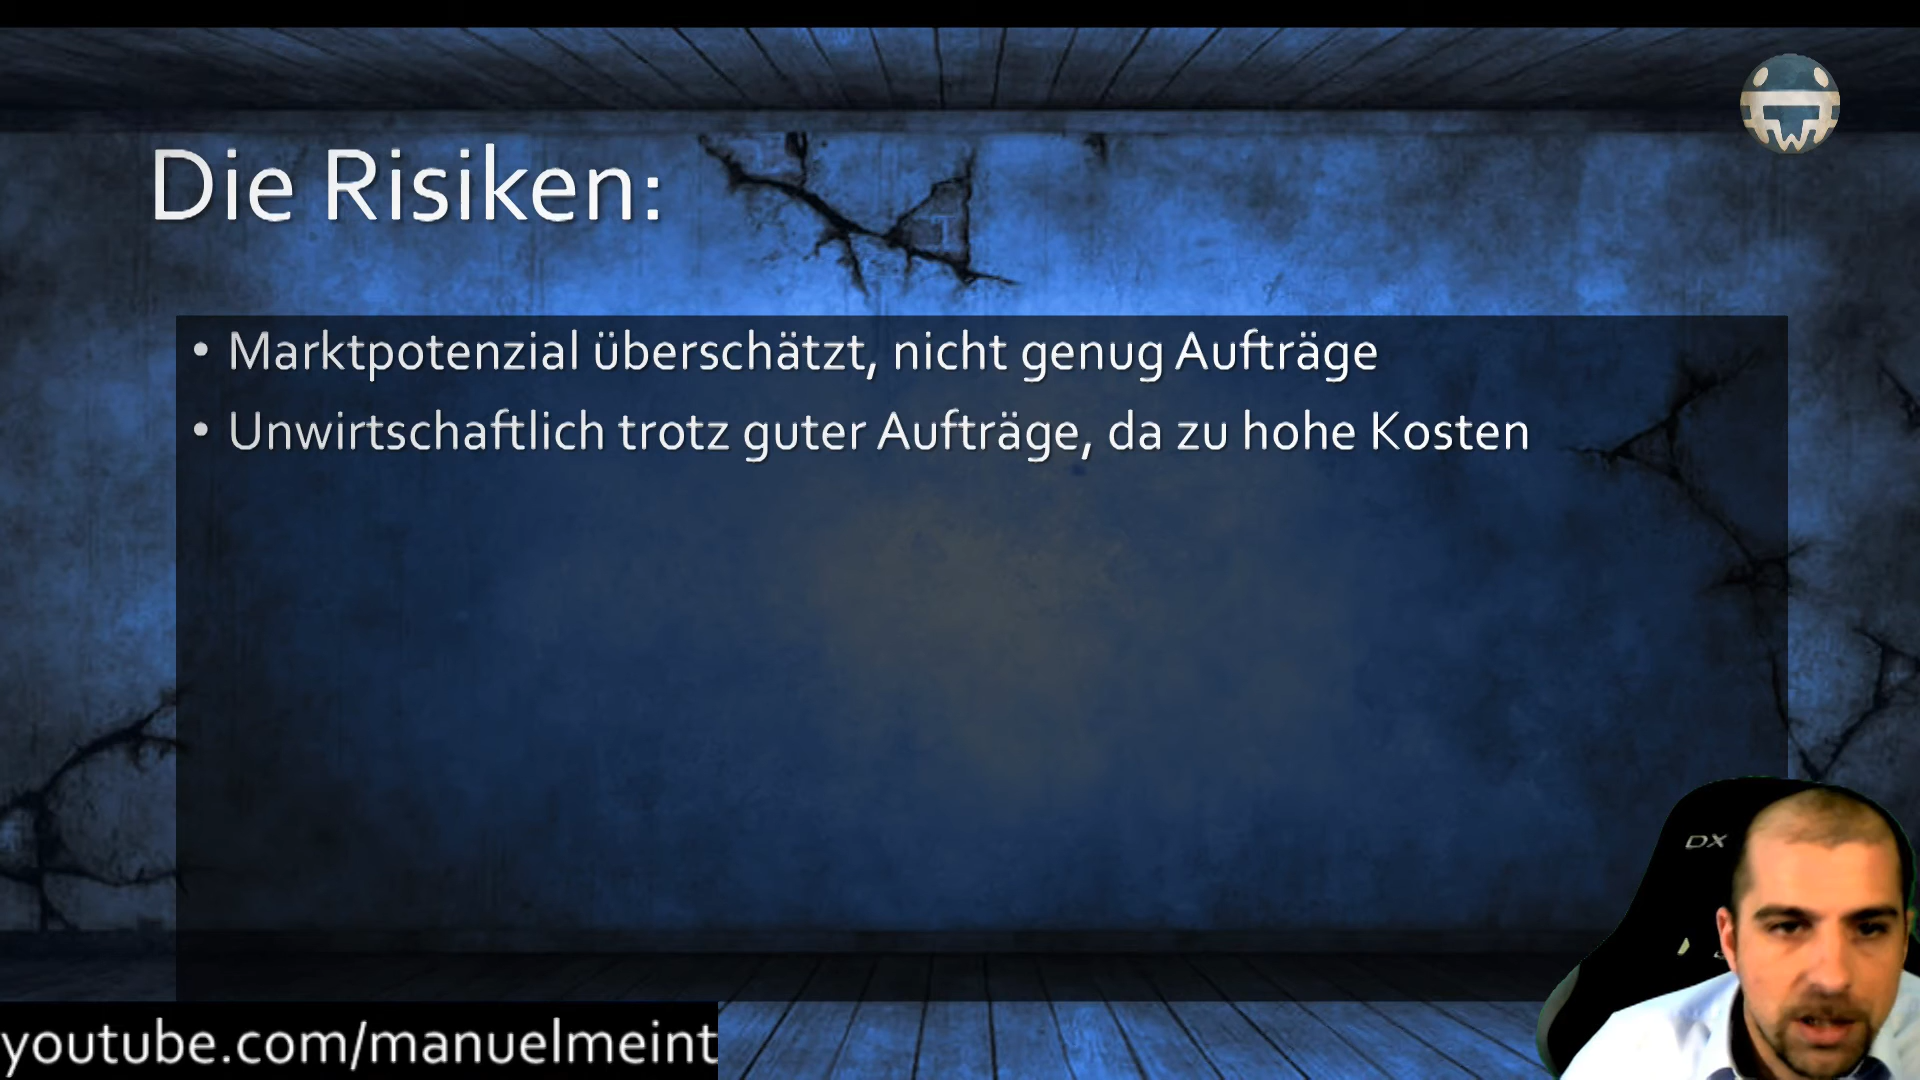 Die Risiken:
• Marktpotenzial überschätzt, nicht genug Aufträge
• Unwirtschaftlich trotz guter Aufträge, da zu hohe Kosten
DX
youtube.com/manuelmeint